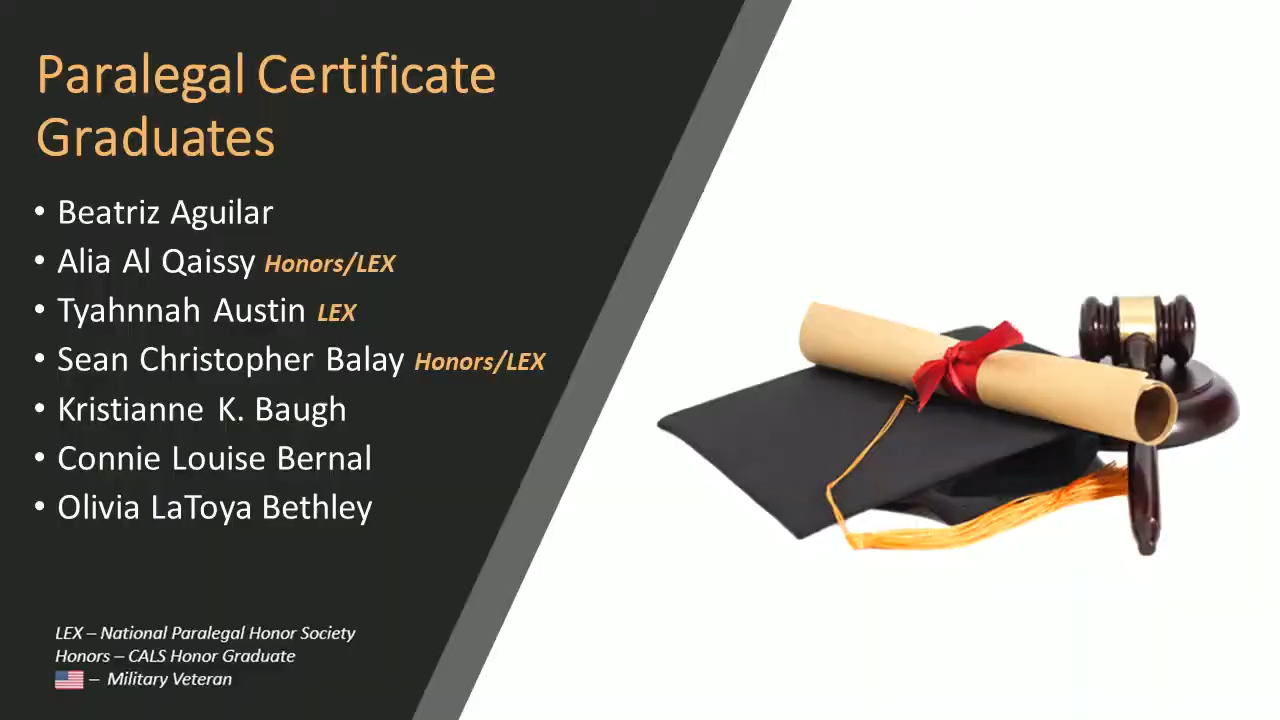 Paralegal Certificate
Graduates
• Beatriz Aguilar
• Alia Al Qaissy Honors/LEX
• Tyahnnah Austin LEX
• Sean Christopher Balay Honors/LEX
• Kristianne K. Baugh
• Connie Louise Bernal
• Olivia LaToya Bethley
LEX – National Paralegal Honor Society
Honors – CALS Honor Graduate
– Military Veteran